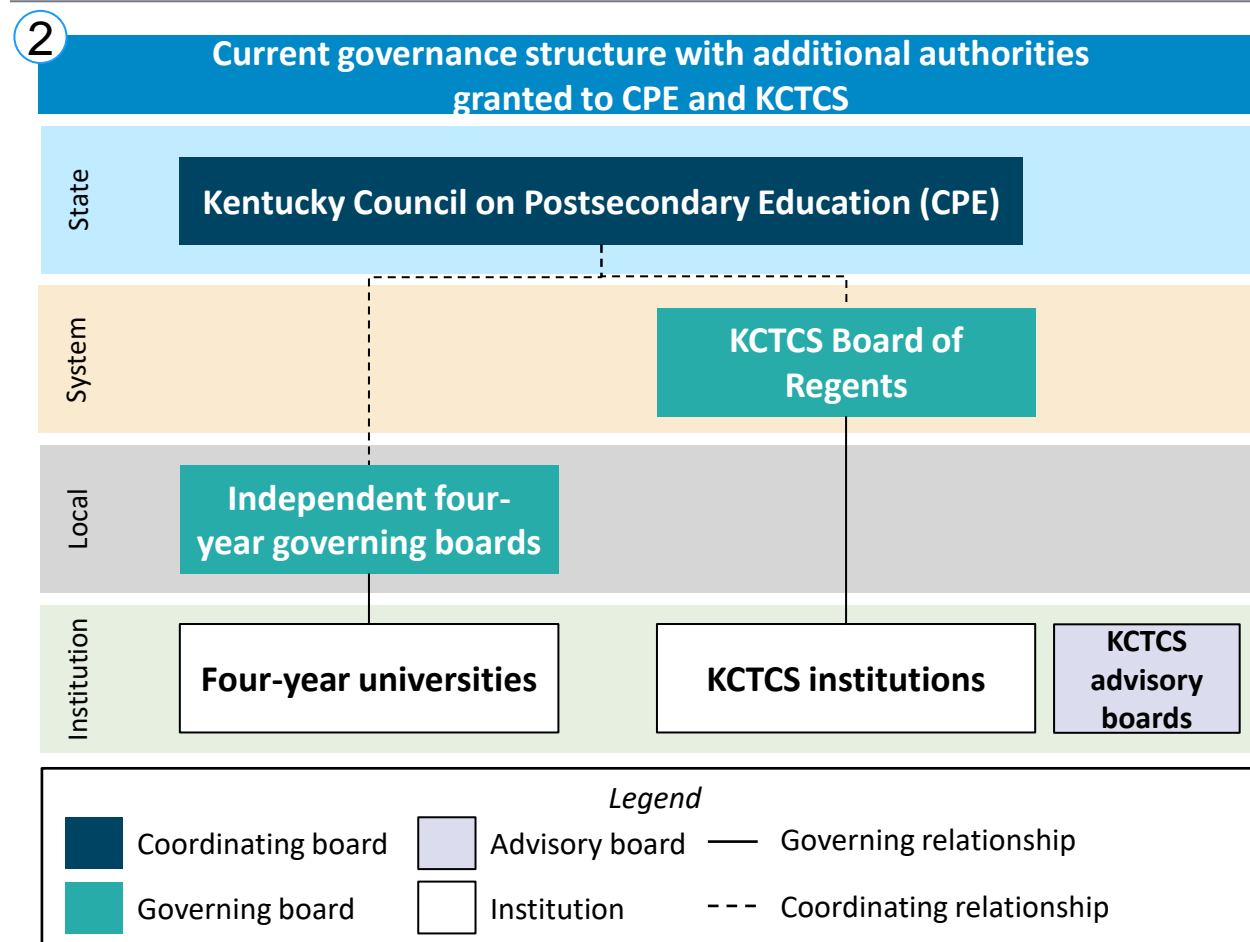 2
Current governance structure with additional authorities
granted to CPE and KCTCS
State
Kentucky Council on Postsecondary Education (CPE)
System
KCTCS Board of
Regents
Local
Independent four-
year governing boards
Institution
Four-year universities
KCTCS institutions
KCTCS
advisory
boards
Legend
Coordinating board
Advisory board
Governing relationship
Governing board
Institution
Coordinating relationship